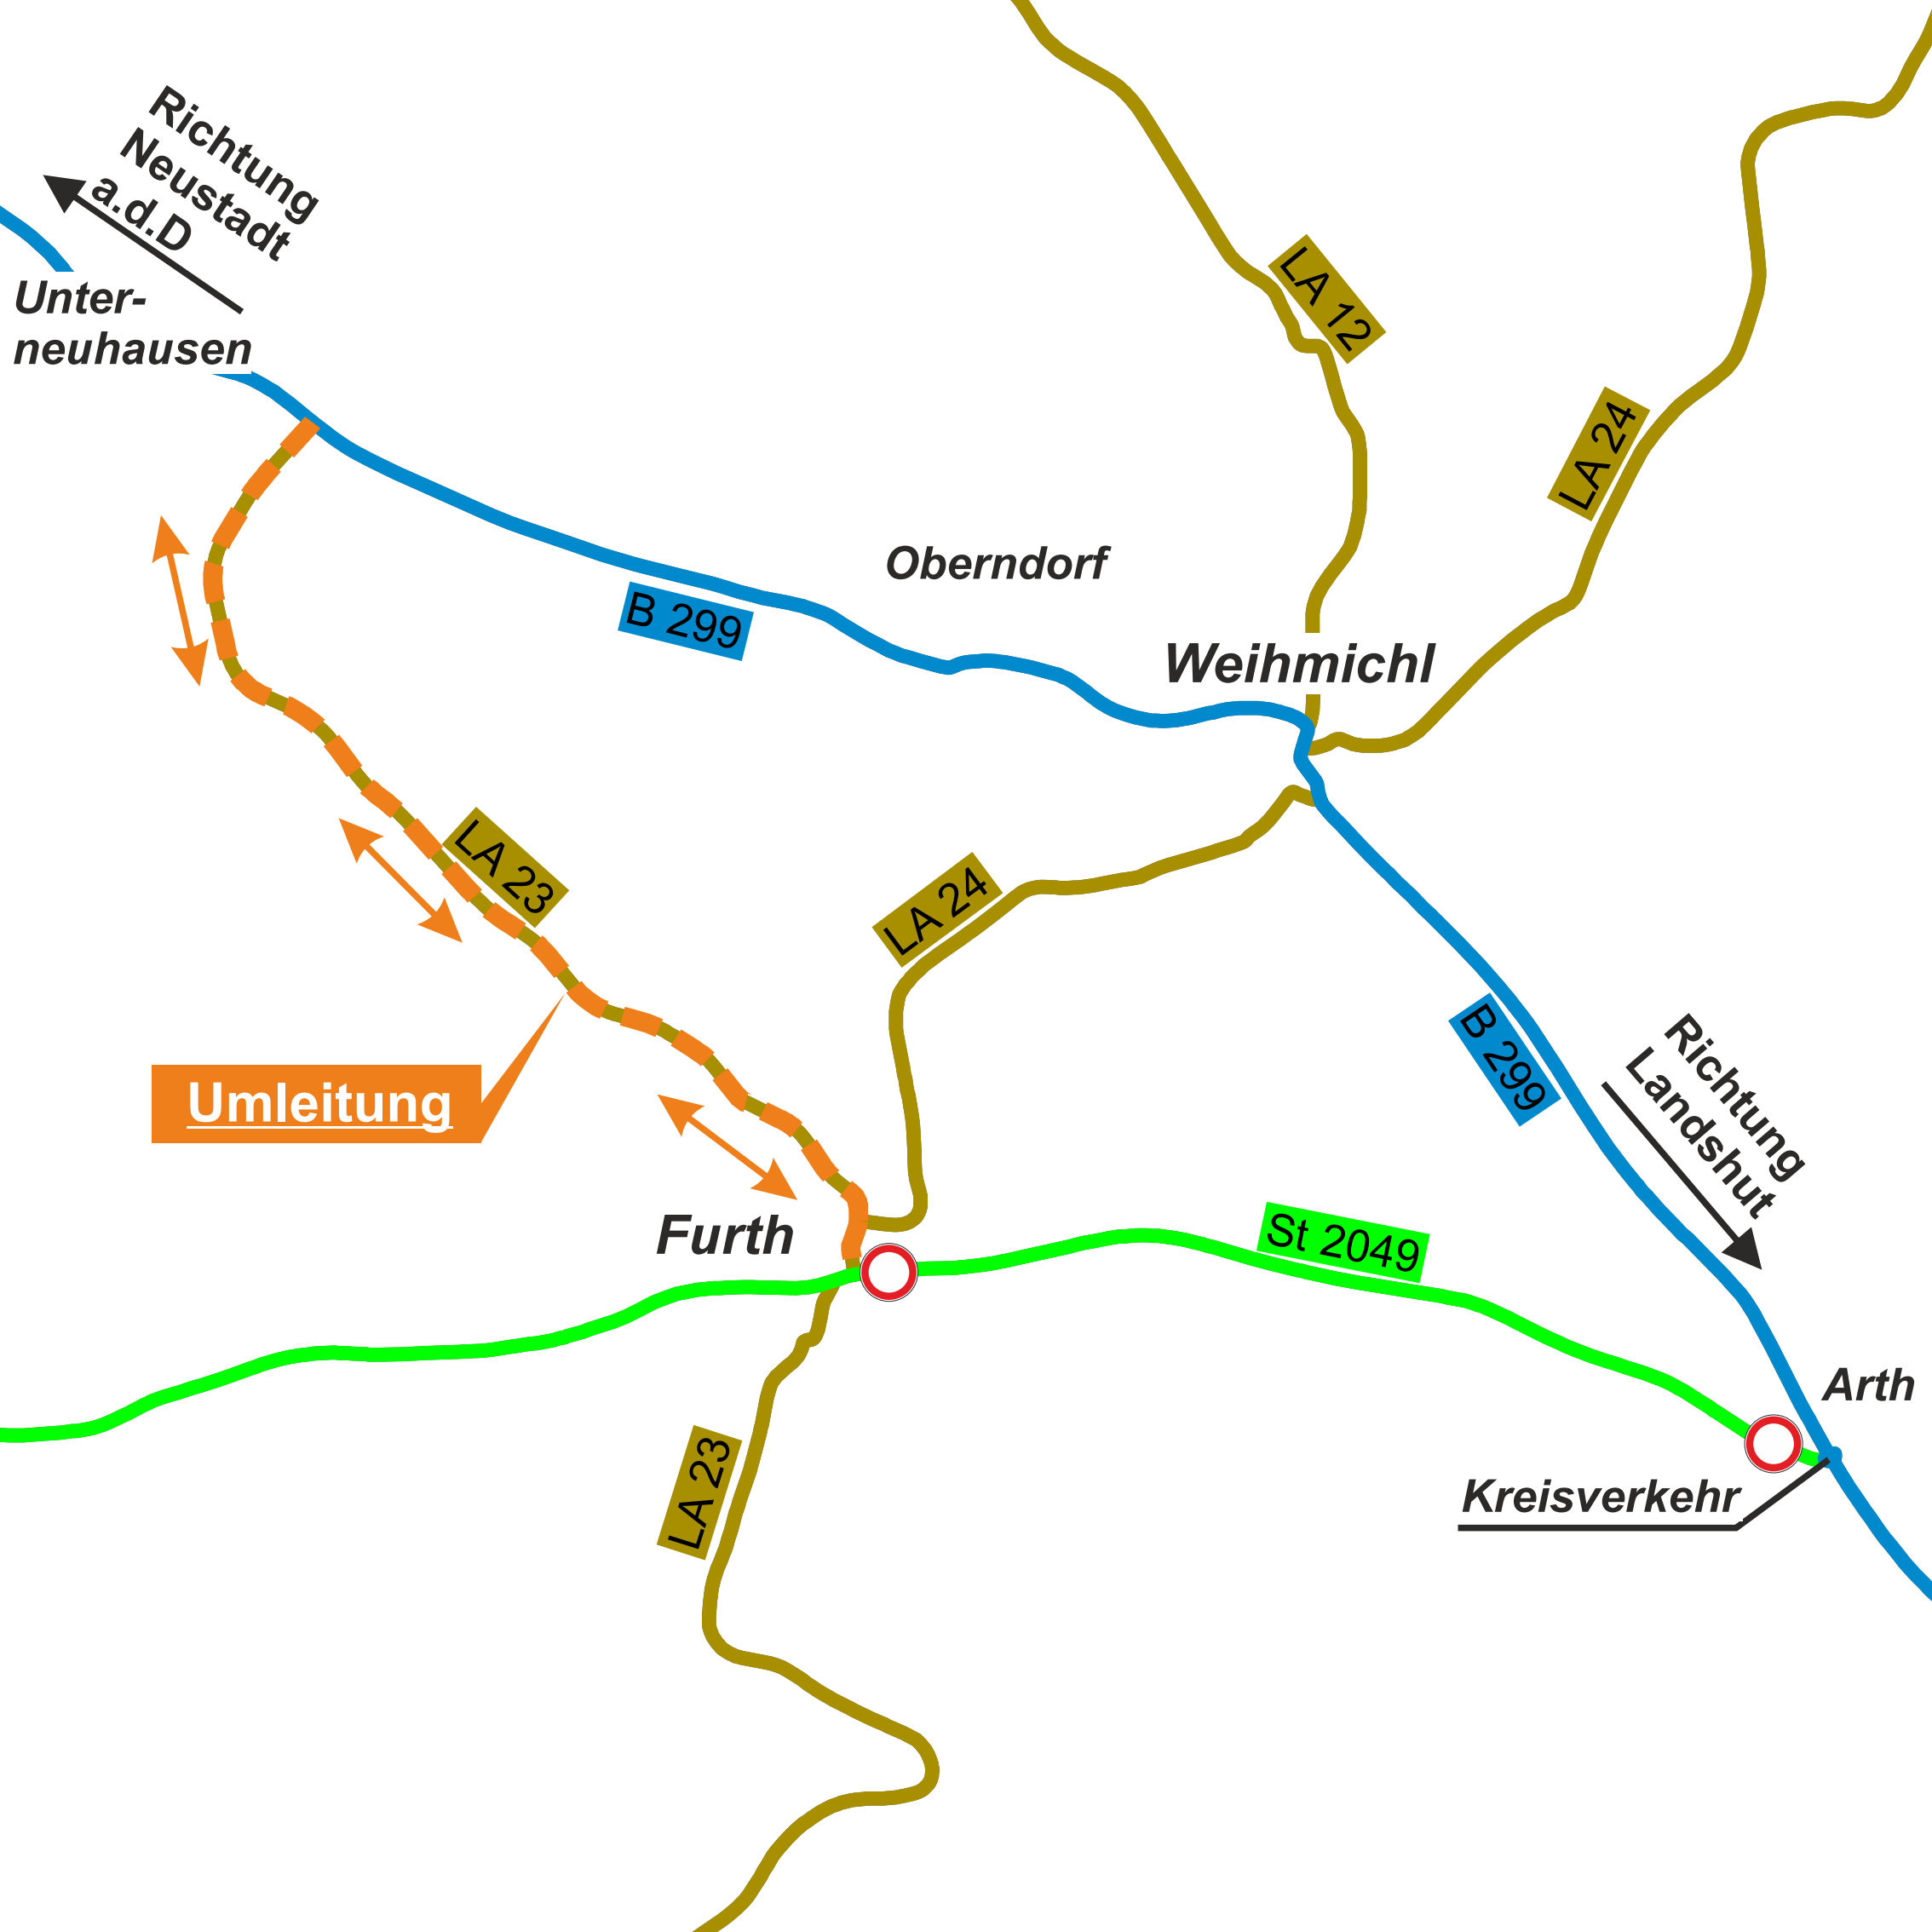 Richtung
Neustadt
a.d.D
Unter-
neuhausen
LA 12
LA 24
Oberndorf
B 299
Weihmichl
LA 23
LA 24
B 299
Richtung
Landshut
Umleitung
Furth
St 2049
Arth
LA 23
Kreisverkehr